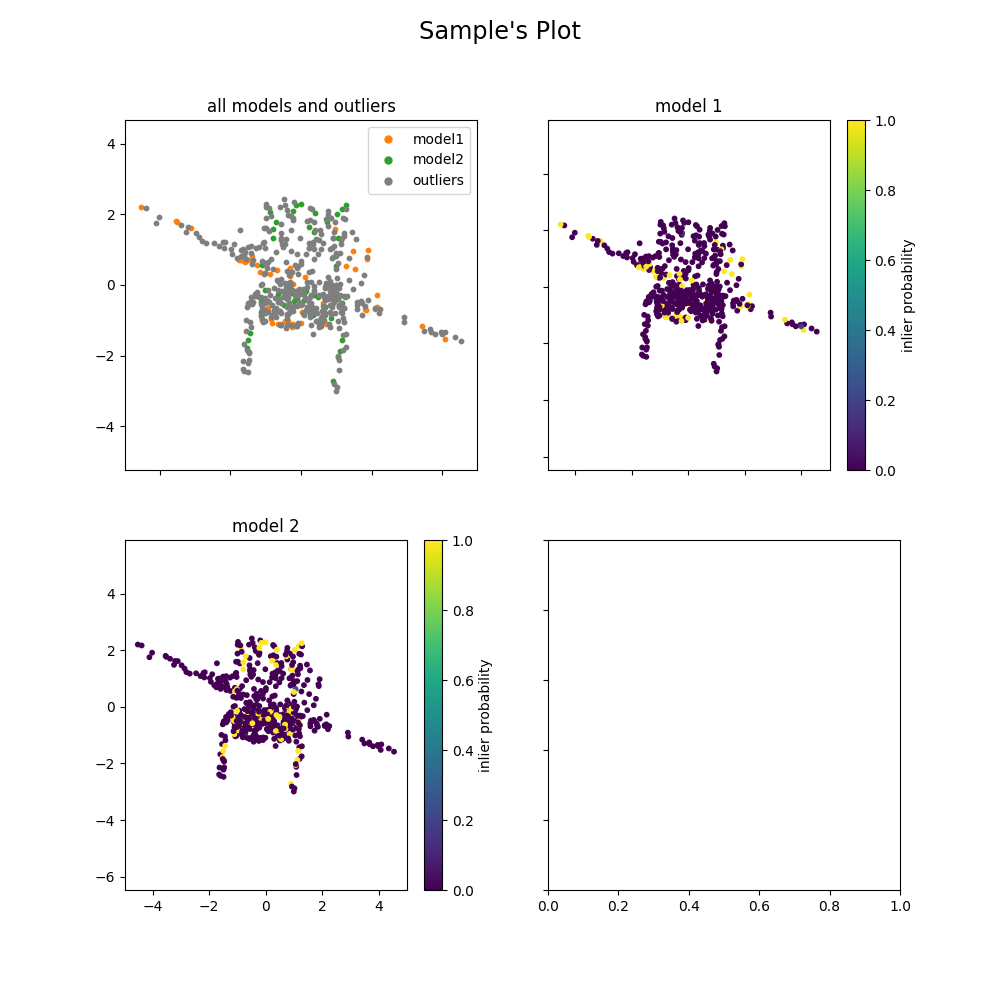 Sample's Plot
all models and outliers
4
2
0
−2
−4
model1
model2
outliers
model 1
1.0
0.8
0.6
0.4
0.2
0.0
inlier probability
model 2
4
2
0
−2
−4
−6
−4 −2 0 2 4
1.0
0.8
0.6
0.4
0.2
0.0
inlier probability
0.0 0.2 0.4 0.6 0.8 1.0